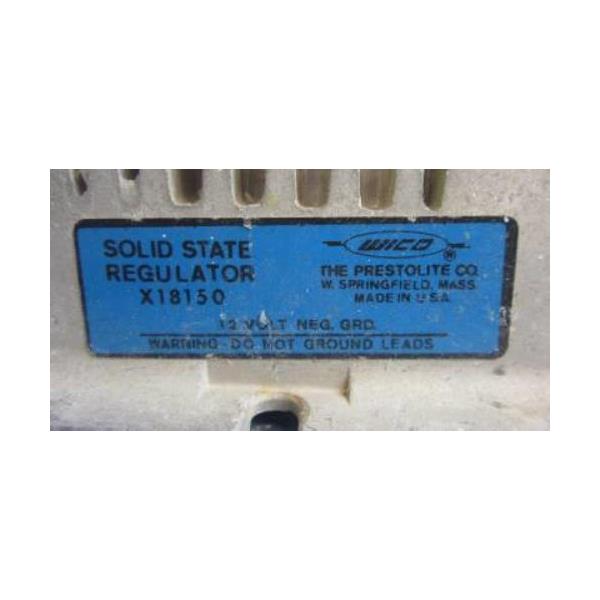 SOLID STATE
REGULATOR
X18150
WICO
®
THE PRESTOLITE CO.
W. SPRINGFIELD, MASS.
MADE IN U.S.A.
12 VOLT NEG. GRD.
WARNING - DO NOT GROUND LEADS